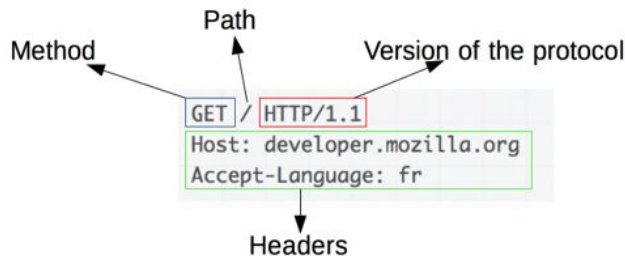 Path
Method
Version of the protocol
GET / HTTP/1.1
Host: developer.mozilla.org
Accept-Language: fr
Headers